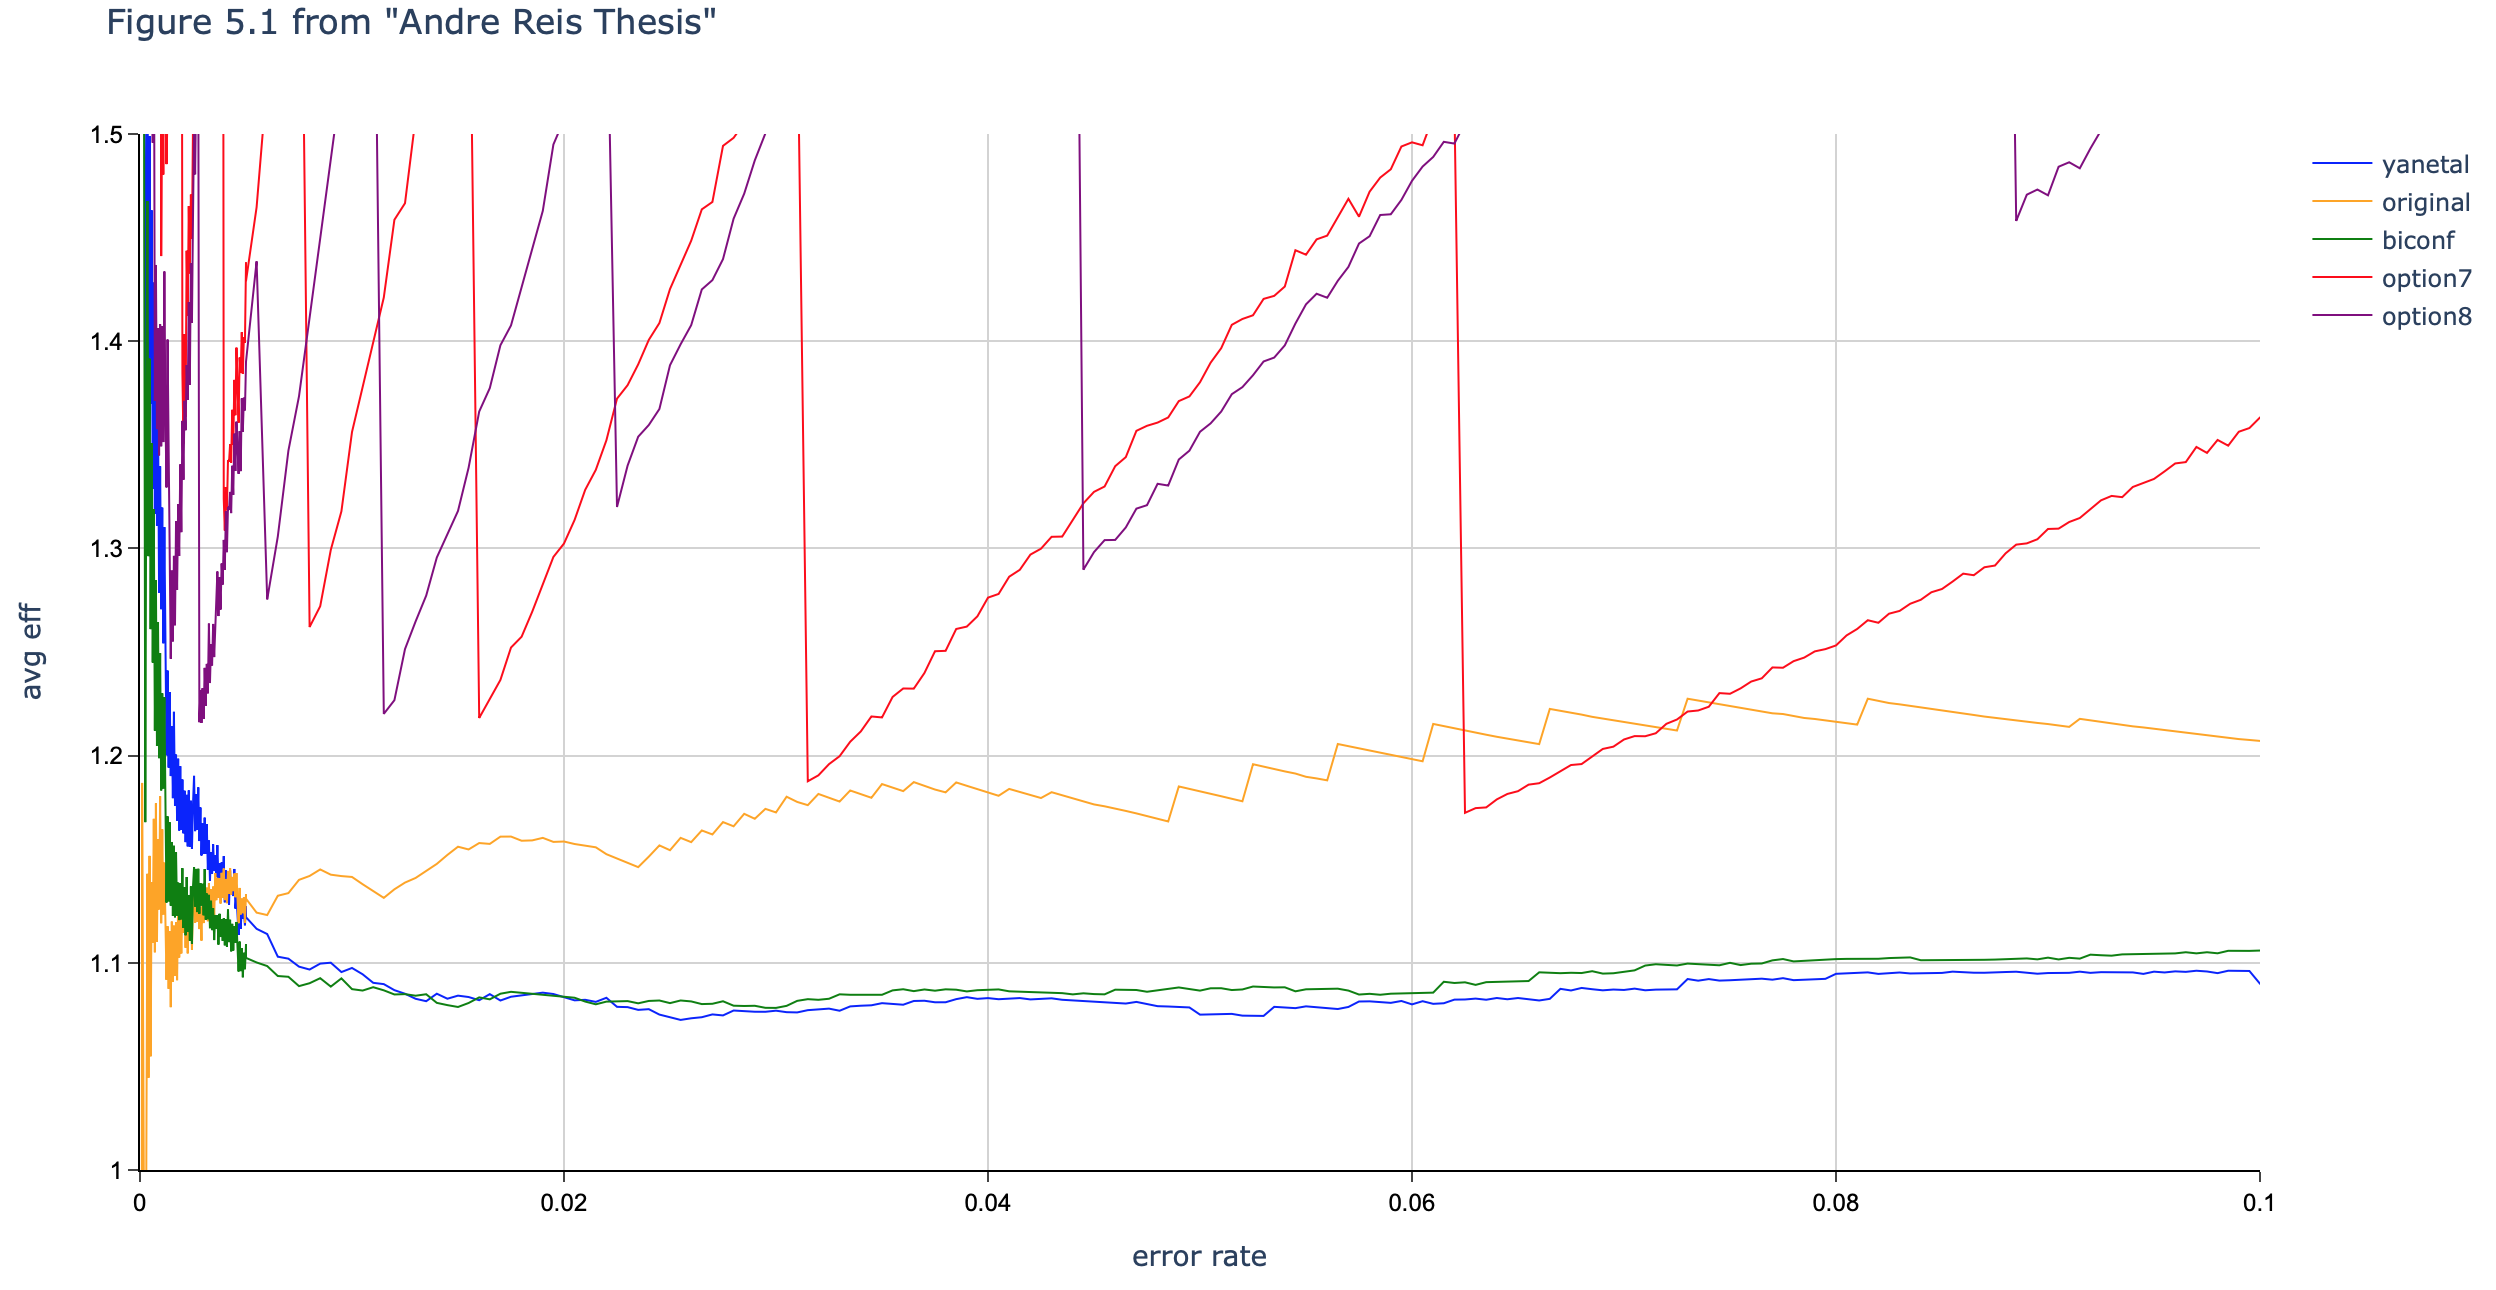 Figure 5.1 from "Andre Reis Thesis"
1.5
1.4
1.3
1.2
1.1
1
avg eff
0 0.02 0.04 0.06 0.08 0.1
error rate
yanetal
original
biconf
option7
option8